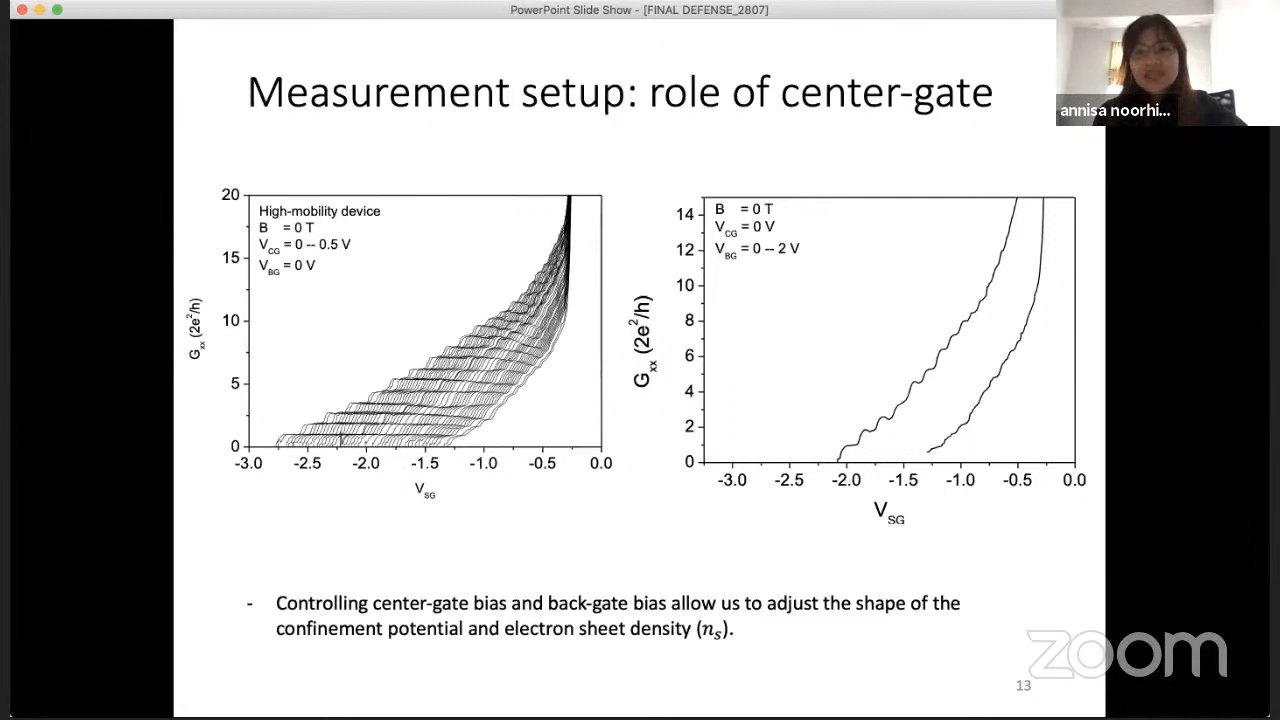 PowerPoint Slide Show - [FINAL DEFENSE_2807]
annisa noorhi...
Measurement setup: role of center-gate
High-mobility device
B = 0 T
V_CG = 0 – 0.5 V
V_BG = 0 V
G_xx (2e²/h)
20
15
10
5
0
-3.0 -2.5 -2.0 -1.5 -1.0 -0.5 0.0
V_SG
B = 0 T
V_CG = 0 V
V_BG = 0 – 2 V
G_xx (2e²/h)
14
12
10
8
6
4
2
0
-3.0 -2.5 -2.0 -1.5 -1.0 -0.5 0.0
V_SG
- Controlling center-gate bias and back-gate bias allow us to adjust the shape of the
confinement potential and electron sheet density (n_s).
zoom
13